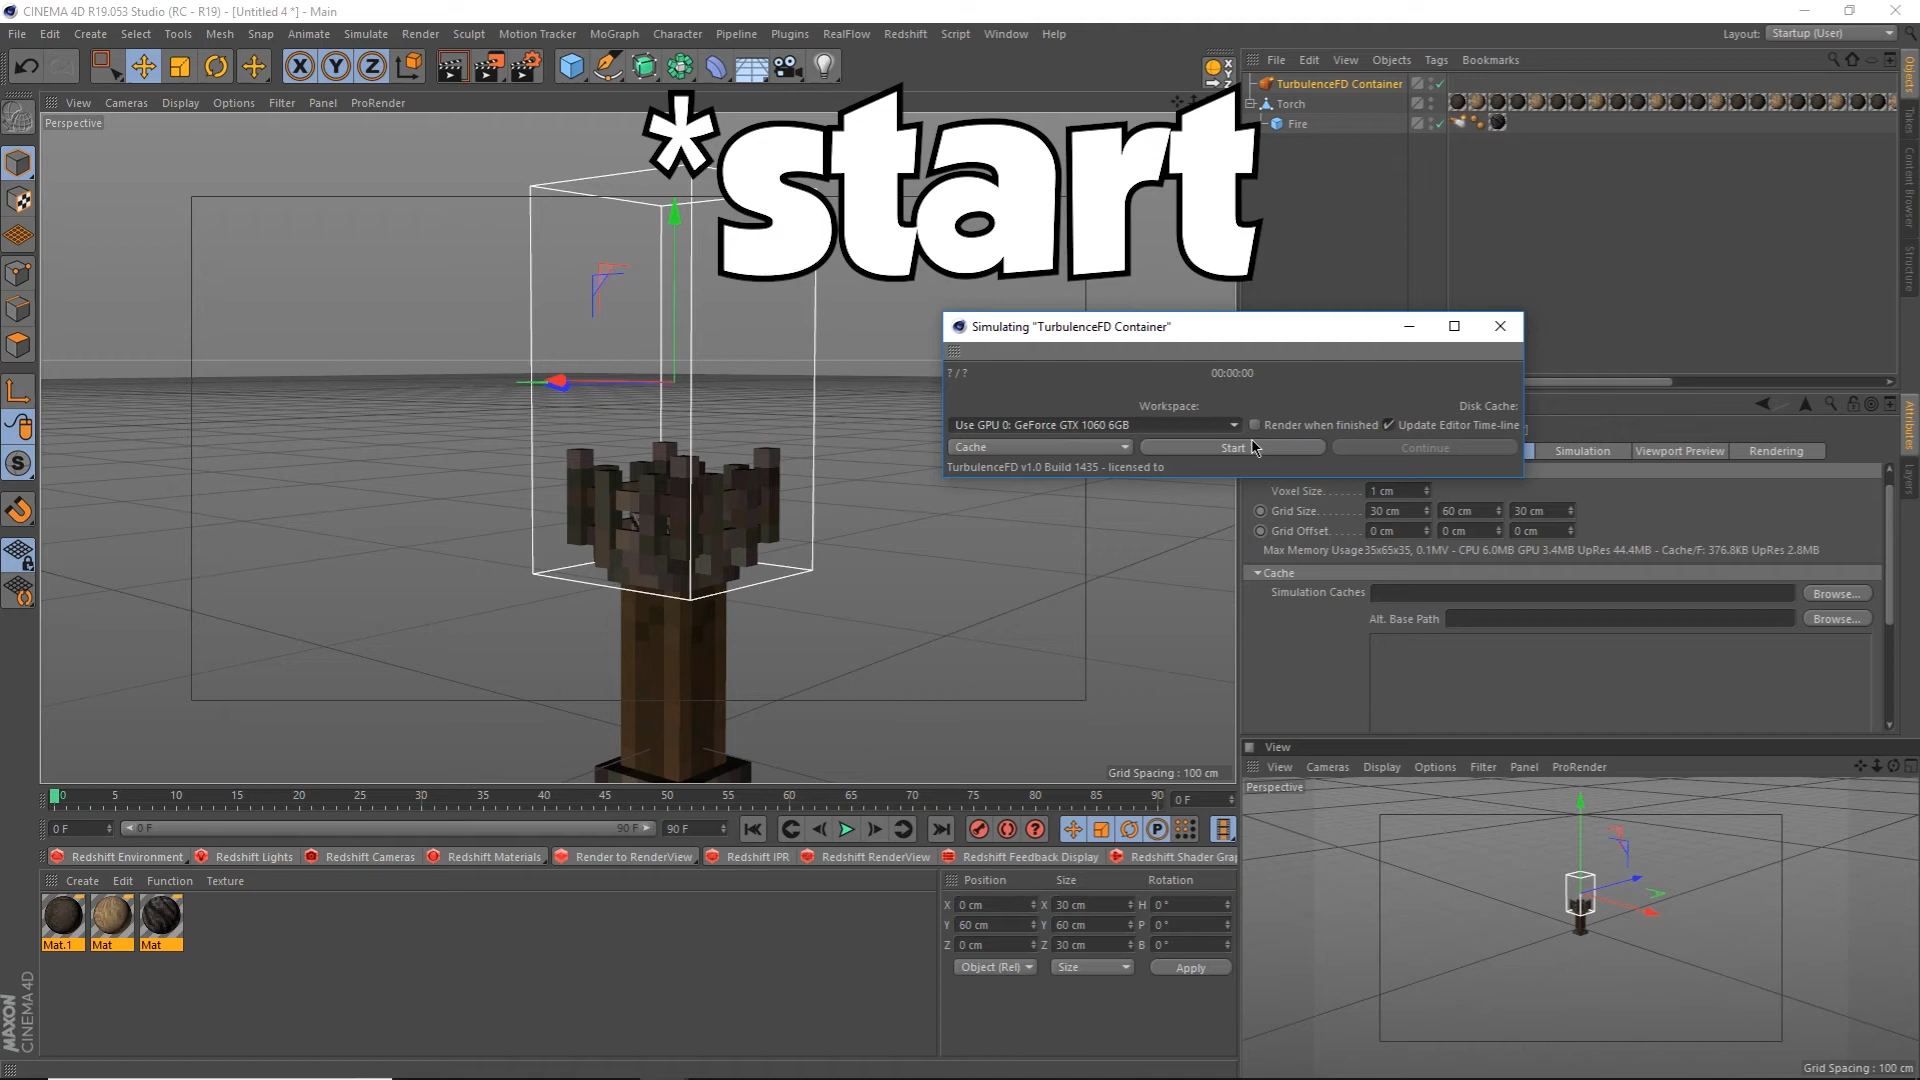 CINEMA 4D R19.053 Studio (RC - R19) - [Untitled 4 *] - Main
File Edit Create Select Tools Mesh Snap Animate Simulate Render Sculpt Motion Tracker MoGraph Character Pipeline Plugins RealFlow Redshift Script Window Help
Layout: Startup (User)
X Y Z
File Edit View Objects Tags Bookmarks
TurbulenceFD Container
Torch
Fire
View Cameras Display Options Filter Panel ProRender
Perspective
*start
Simulating "TurbulenceFD Container"
? / ? 00:00:00
Workspace: Disk Cache:
Use GPU 0: GeForce GTX 1060 6GB Render when finished Update Editor Time-line
Cache Start Continue
TurbulenceFD v1.0 Build 1435 - licensed to
Simulation Viewport Preview Rendering
Voxel Size 1 cm
Grid Size 30 cm 60 cm 30 cm
Grid Offset 0 cm 0 cm 0 cm
Max Memory Usage35x65x35, 0.1MV - CPU 6.0MB GPU 3.4MB UpRes 44.4MB - Cache/F: 376.8KB UpRes 2.8MB
Cache
Simulation Caches Browse...
Alt. Base Path Browse...
Objects
Takes
Content Browser
Structure
Attributes
Layers
Grid Spacing : 100 cm
0 5 10 15 20 25 30 35 40 45 50 55 60 65 70 75 80 85 90 0 F
0 F 0 F 90 F 90 F
Redshift Environment Redshift Lights Redshift Cameras Redshift Materials Render to RenderView Redshift IPR Redshift RenderView Redshift Feedback Display Redshift Shader Grap
Create Edit Function Texture
Mat.1 Mat Mat
Position Size Rotation
X 0 cm X 30 cm H 0 °
Y 60 cm Y 60 cm P 0 °
Z 0 cm Z 30 cm B 0 °
Object (Rel) Size Apply
View
View Cameras Display Options Filter Panel ProRender
Perspective
Grid Spacing : 100 cm
MAXON
CINEMA 4D